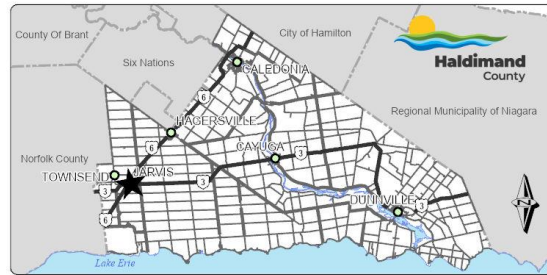 County Of Brant
City of Hamilton
Haldimand
County
Six Nations
CALEDONIA
6
Regional Municipality of Niagara
HAGERSVILLE
6
Norfolk County
CAYUGA
3
TOWNSEND
JARVIS
3
3
DUNNVILLE
3
6
Lake Erie
N